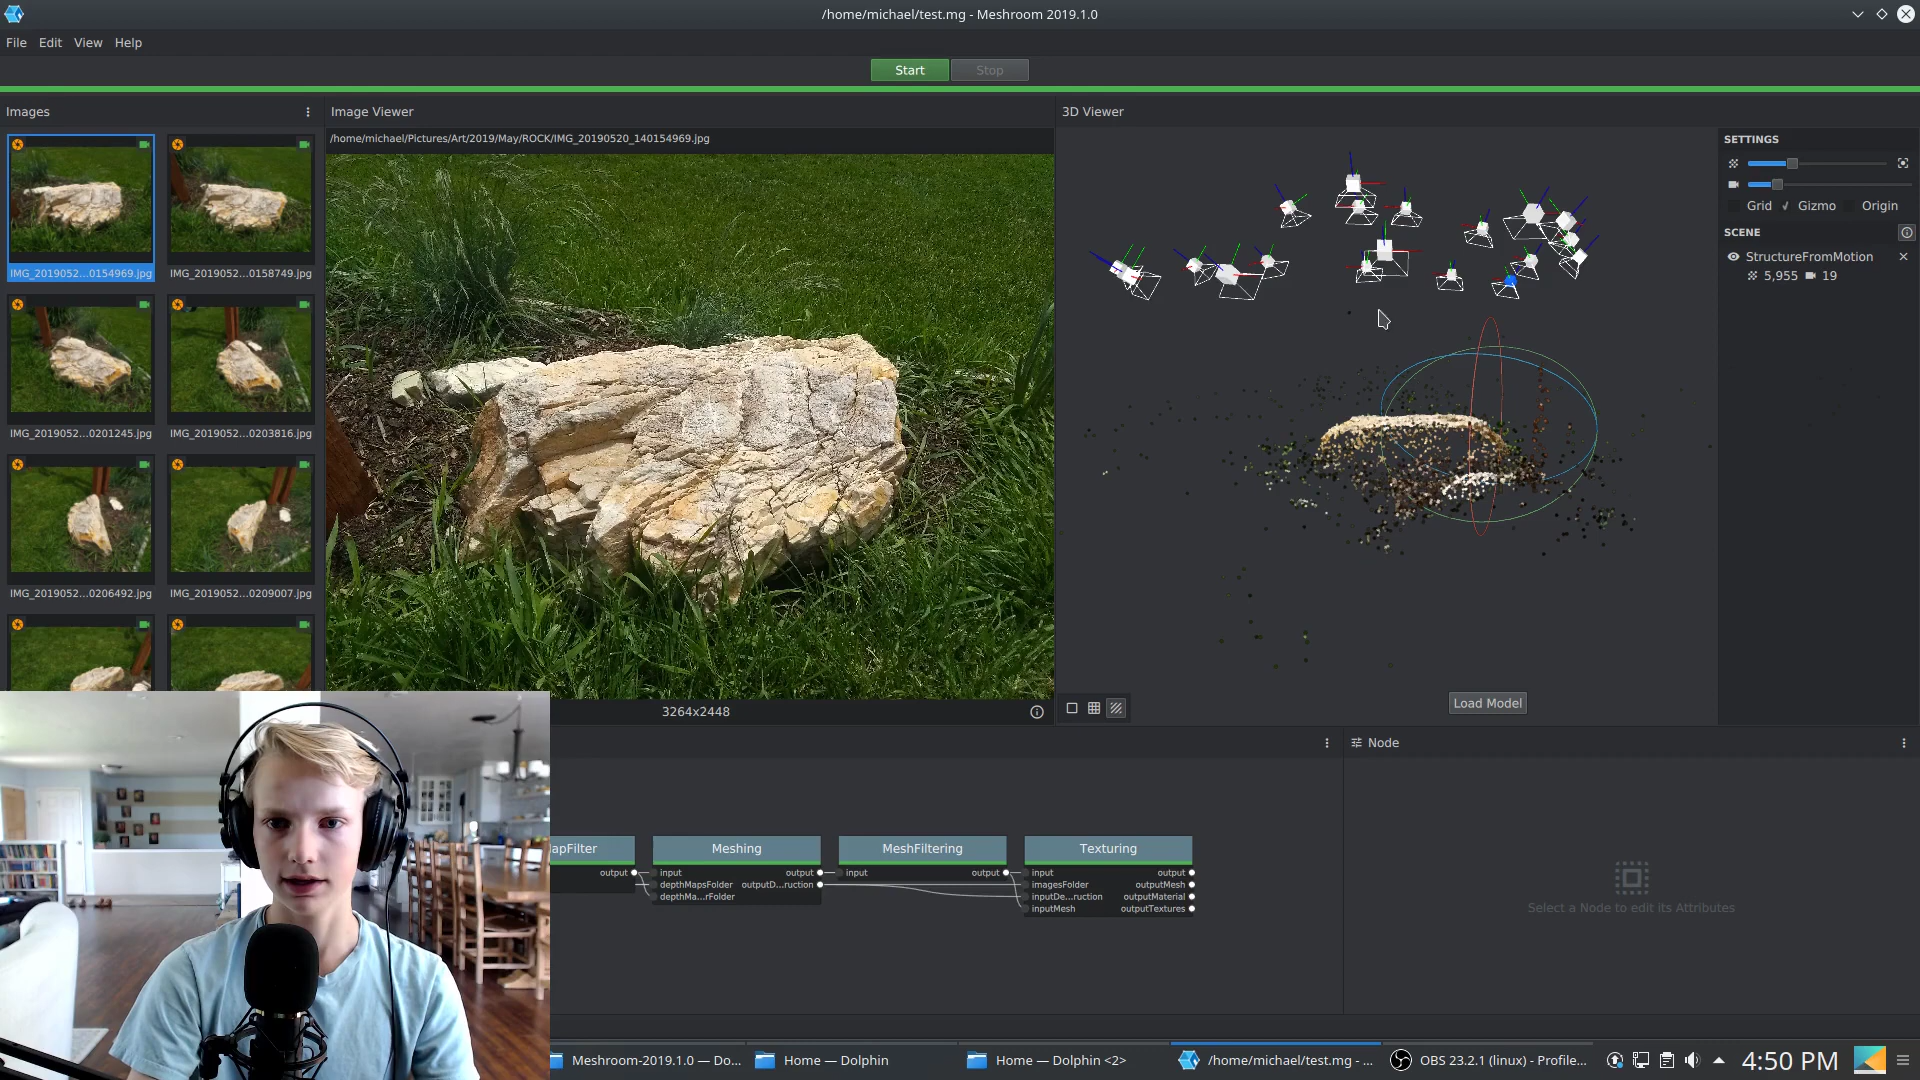 /home/michael/test.mg - Meshroom 2019.1.0
File Edit View Help
Start Stop
Images
Image Viewer
3D Viewer
/home/michael/Pictures/Art/2019/May/ROCK/IMG_20190520_140154969.jpg
SETTINGS
Grid Gizmo Origin
SCENE
StructureFromMotion
5,955 19
IMG_2019052...0154969.jpg
IMG_2019052...0158749.jpg
IMG_2019052...0201245.jpg
IMG_2019052...0203816.jpg
IMG_2019052...0206492.jpg
IMG_2019052...0209007.jpg
3264x2448
Load Model
Node
apFilter
output
Meshing
input output
depthMapsFolder outputD...ruction
depthMa...rFolder
MeshFiltering
input output
Texturing
input output
imagesFolder outputMesh
inputDe...ruction outputMaterial
inputMesh outputTextures
Select a Node to edit its Attributes
Meshroom-2019.1.0 — Do...
Home — Dolphin
Home — Dolphin <2>
/home/michael/test.mg - ...
OBS 23.2.1 (linux) - Profile...
4:50 PM